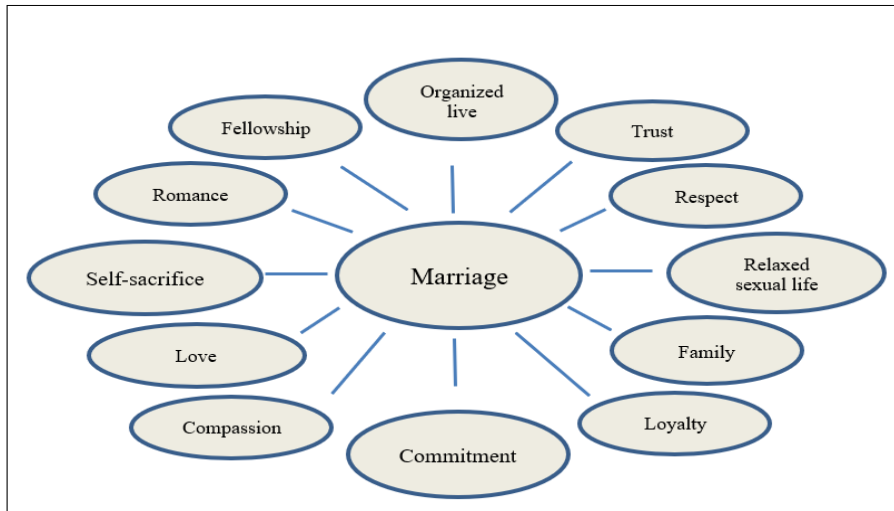 Organized
live
Fellowship
Trust
Romance
Respect
Marriage
Self-sacrifice
Relaxed
sexual life
Love
Family
Compassion
Loyalty
Commitment